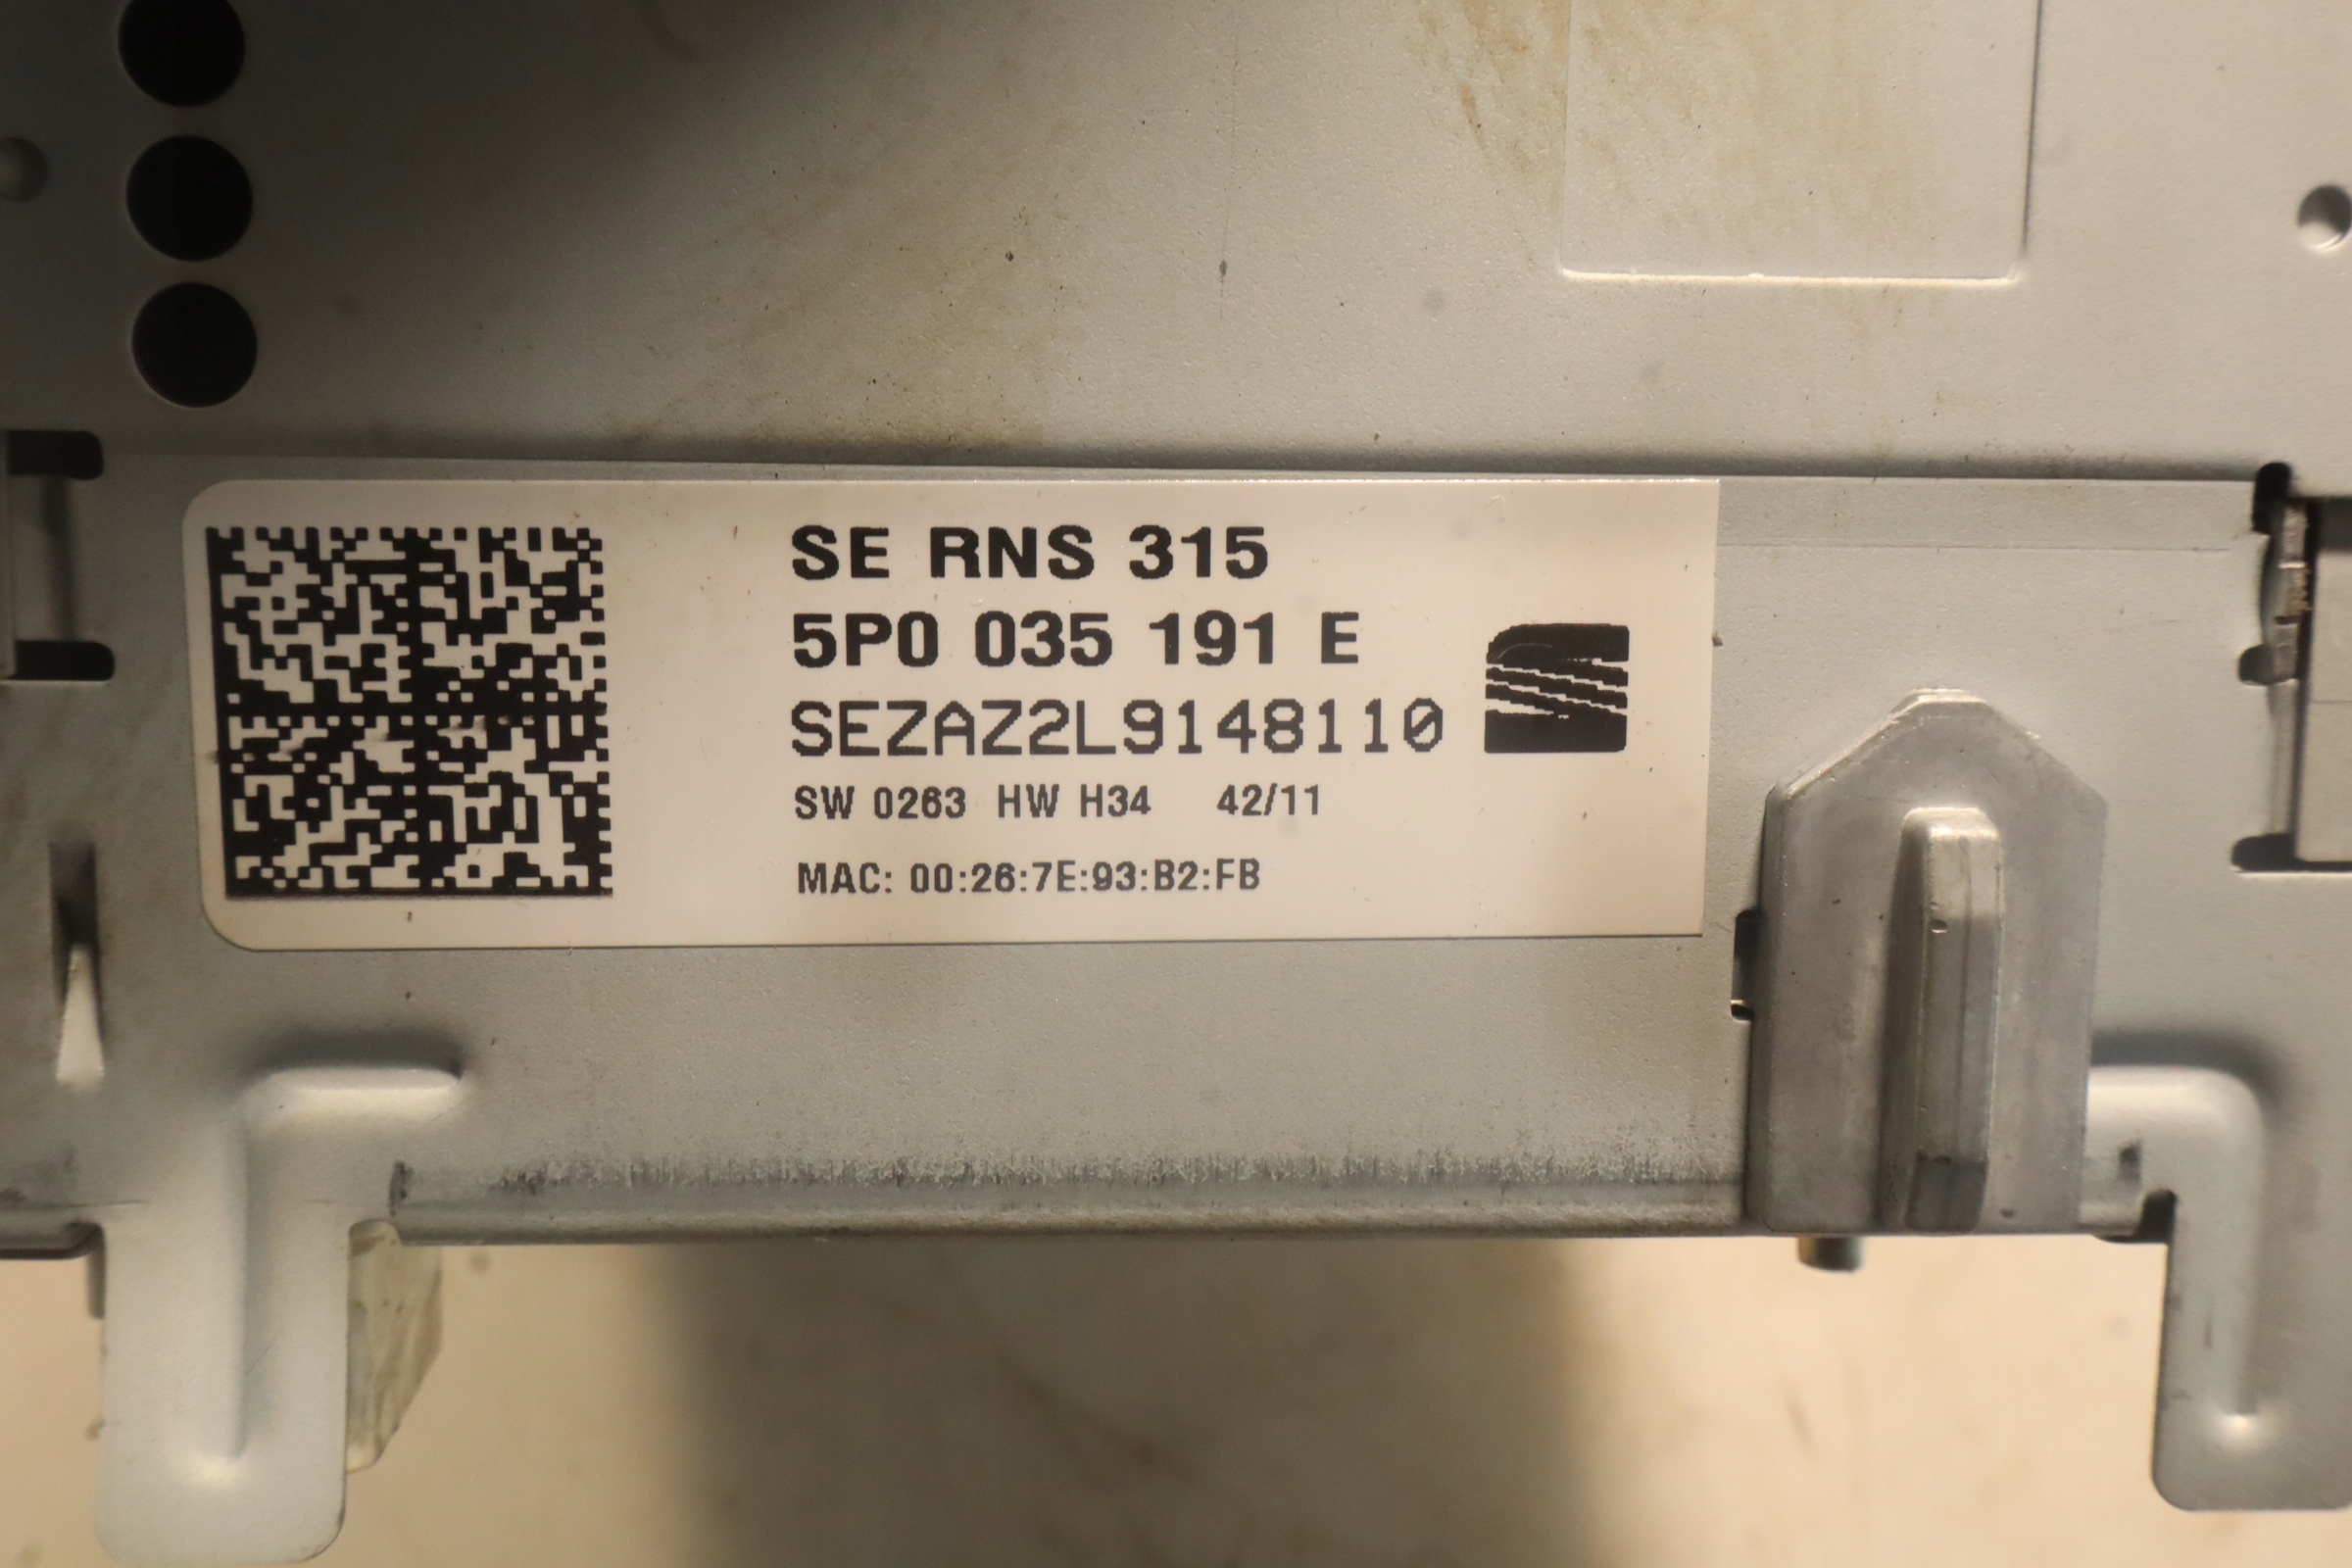 SE RNS 315
5P0 035 191 E
SEZAZ2L9148110
SW 0263 HW H34 42/11
MAC: 00:26:7E:93:B2:FB